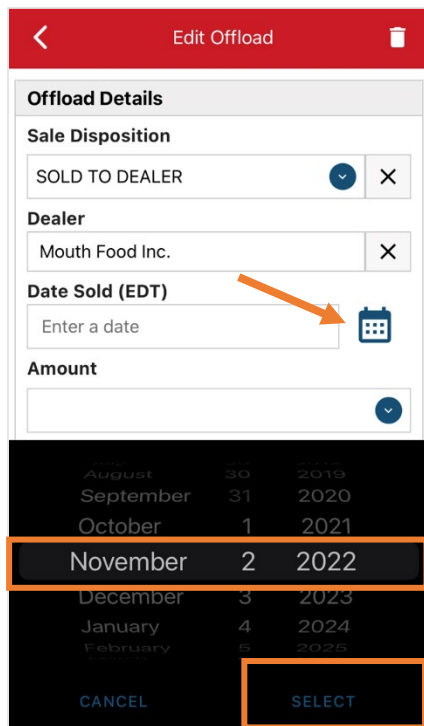 Edit Offload
Offload Details
Sale Disposition
SOLD TO DEALER
Dealer
Mouth Food Inc.
Date Sold (EDT)
Enter a date
Amount
August 30 2019
September 31 2020
October 1 2021
November 2 2022
December 3 2023
January 4 2024
February 5 2025
CANCEL SELECT